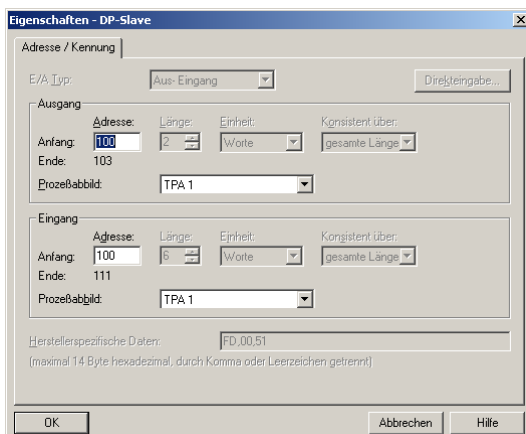 Eigenschaften - DP-Slave
Adresse / Kennung
E/A Typ: Aus- Eingang Direkteingabe...
Ausgang
Adresse: Länge: Einheit: Konsistent über:
Anfang: 100 2 Worte gesamte Länge
Ende: 103
Prozeßabbild: TPA 1
Eingang
Adresse: Länge: Einheit: Konsistent über:
Anfang: 100 6 Worte gesamte Länge
Ende: 111
Prozeßabbild: TPA 1
Herstellerspezifische Daten: FD,00,51
(maximal 14 Byte hexadezimal, durch Komma oder Leerzeichen getrennt)
OK Abbrechen Hilfe